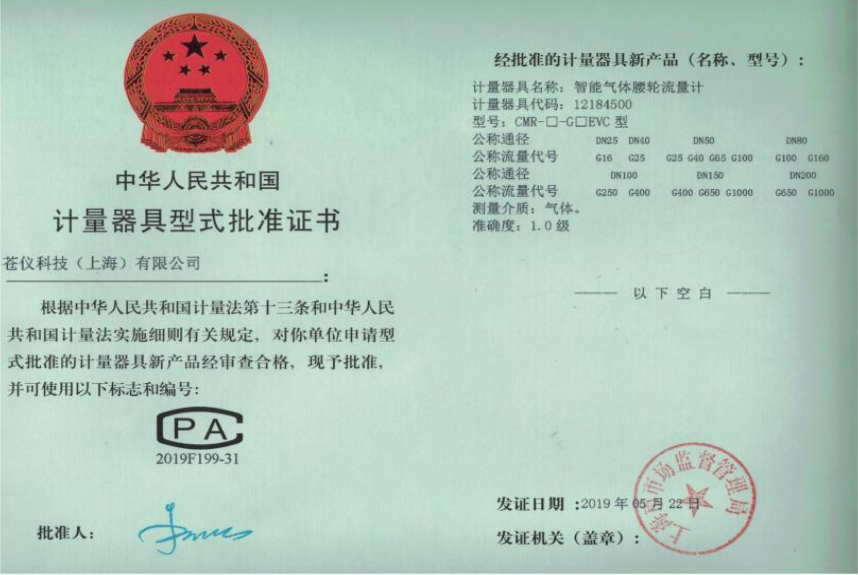 中华人民共和国
计量器具型式批准证书
苍仪科技（上海）有限公司
：
根据中华人民共和国计量法第十三条和中华人民
共和国计量法实施细则有关规定，对你单位申请型
式批准的计量器具新产品经审查合格，现予批准，
并可使用以下标志和编号：
CPA
2019F199-31
批准人：
经批准的计量器具新产品（名称、型号）：
计量器具名称：智能气体腰轮流量计
计量器具代码：12184500
型号：CMR-□-G□EVC 型
公称通径 DN25 DN40 DN50 DN80
公称流量代号 G16 G25 G25 G40 G65 G100 G100 G160
公称通径 DN100 DN150 DN200
公称流量代号 G250 G400 G400 G650 G1000 G650 G1000
测量介质：气体。
准确度：1.0 级
—— 以下空白 ——
发证日期：2019 年 05 月 22 日
发证机关（盖章）：
上海市市场监督管理局